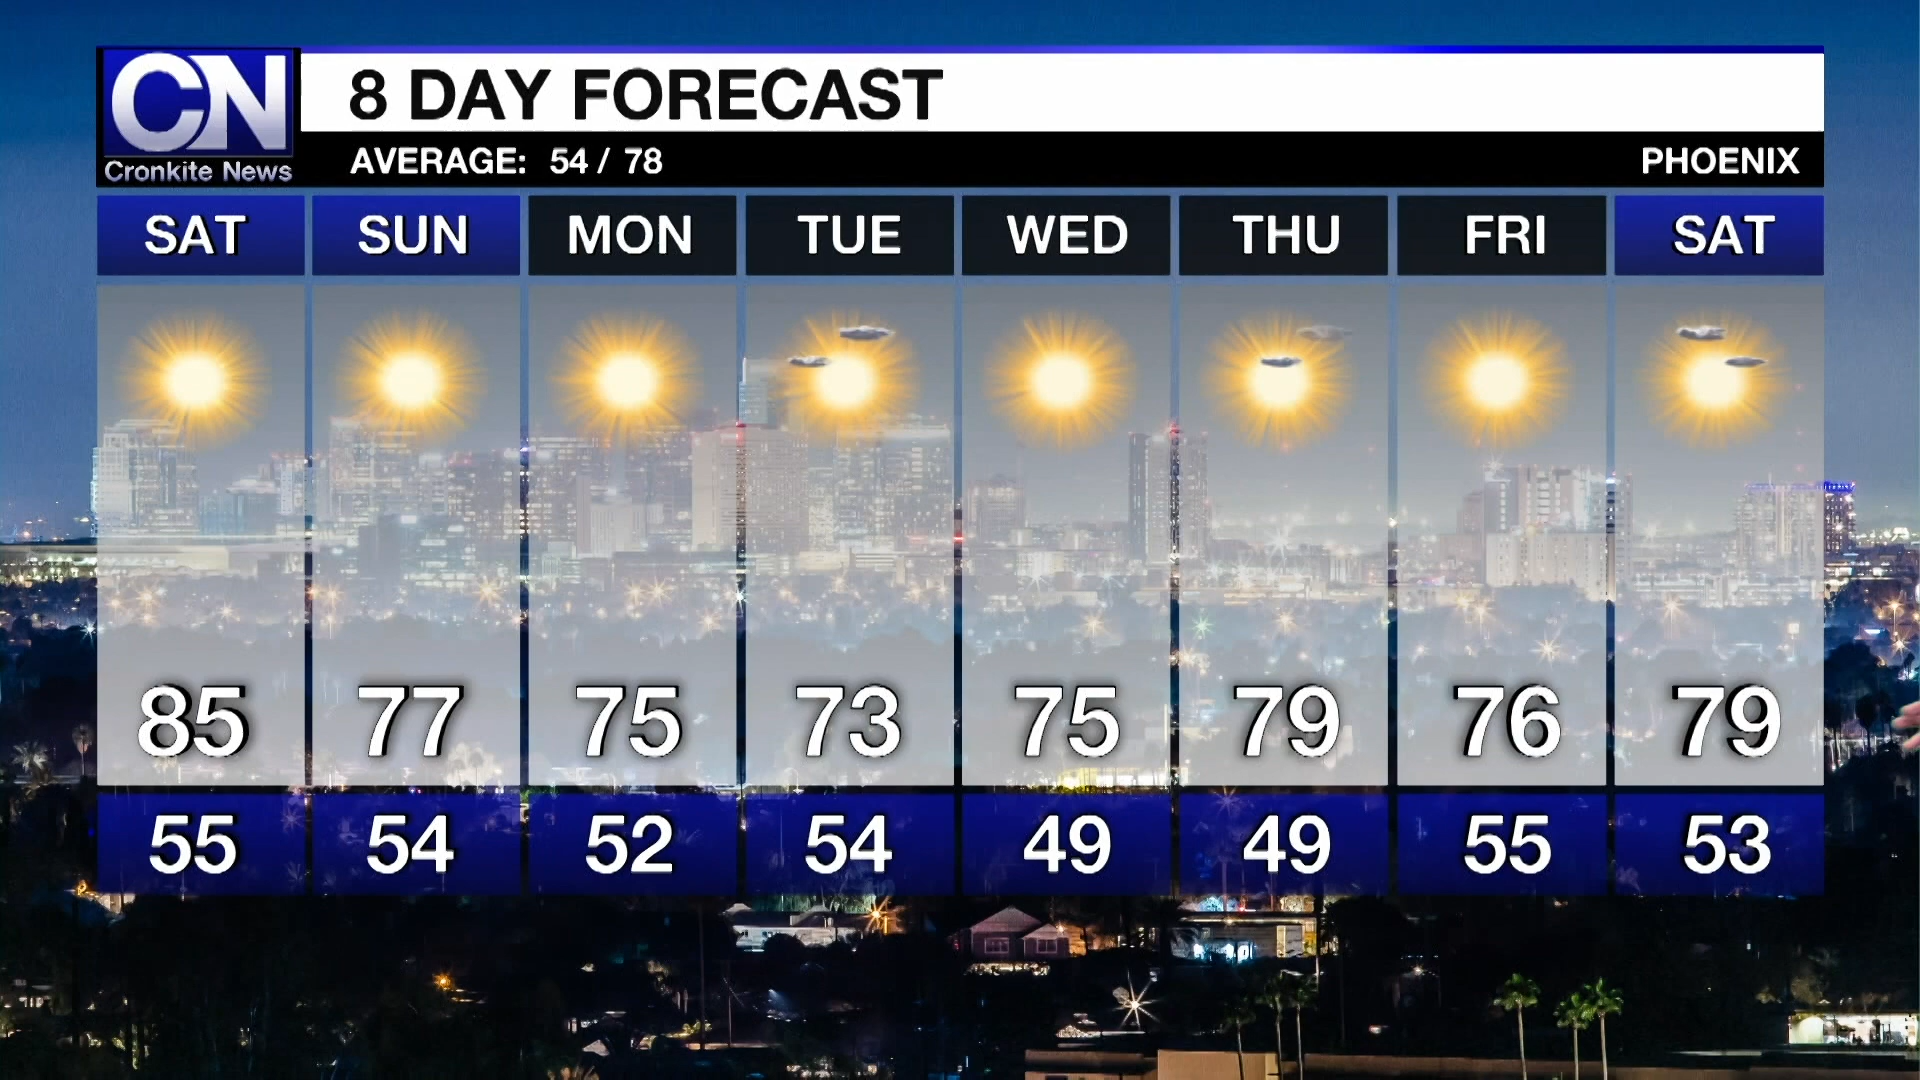 CN
Cronkite News
8 DAY FORECAST
AVERAGE: 54 / 78
PHOENIX
SAT SUN MON TUE WED THU FRI SAT
85 77 75 73 75 79 76 79
55 54 52 54 49 49 55 53